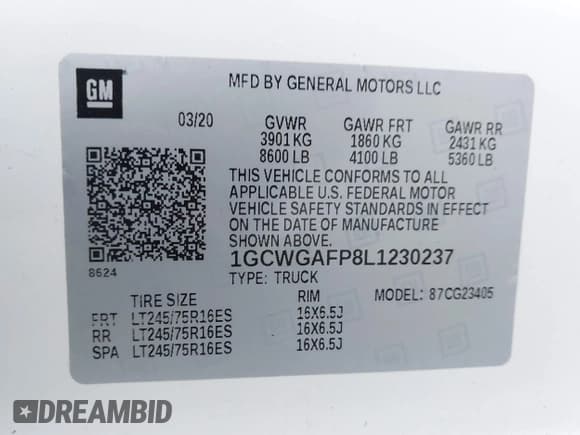 GM
MFD BY GENERAL MOTORS LLC
03/20 GVWR GAWR FRT GAWR RR
3901 KG 1860 KG 2431 KG
8600 LB 4100 LB 5360 LB
THIS VEHICLE CONFORMS TO ALL
APPLICABLE U.S. FEDERAL MOTOR
VEHICLE SAFETY STANDARDS IN EFFECT
ON THE DATE OF MANUFACTURE
8624 1GCWGAFP8L1230237
TYPE: TRUCK
TIRE SIZE RIM MODEL: 87CG23405
FRT LT245/75R16ES 16X6.5J
RR LT245/75R16ES 16X6.5J
SPA LT245/75R16ES 16X6.5J
DREAMBID